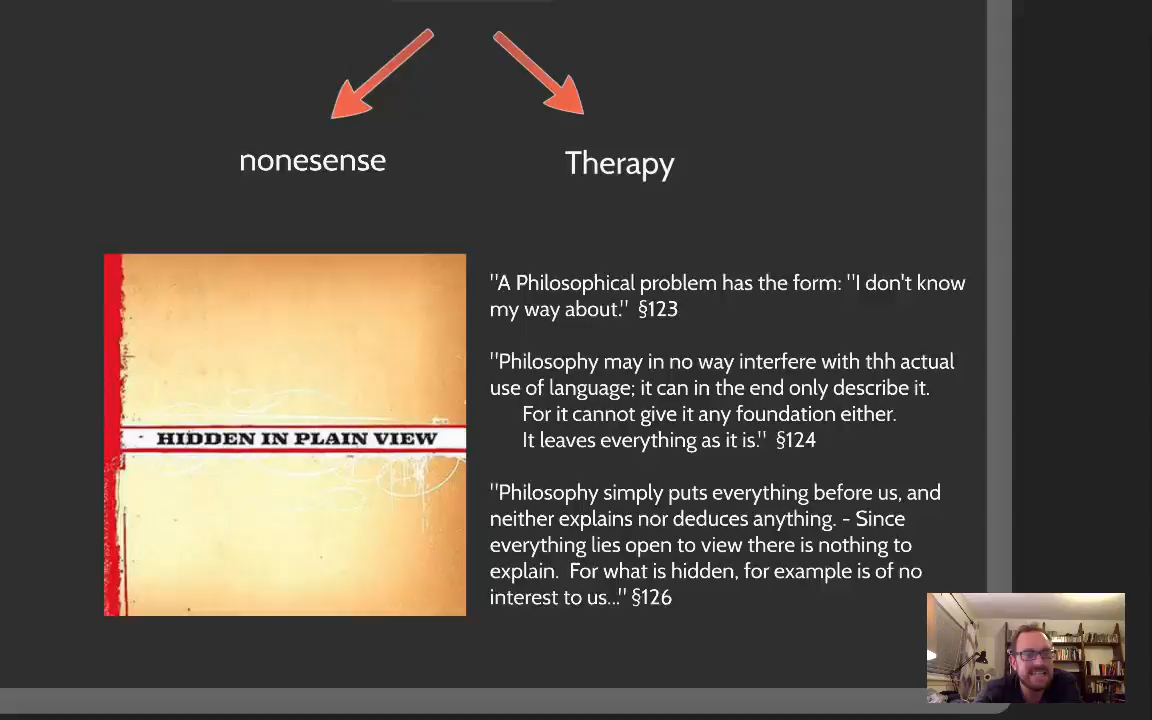 nonesense
Therapy
HIDDEN IN PLAIN VIEW
"A Philosophical problem has the form: "I don't know
my way about." §123
"Philosophy may in no way interfere with thh actual
use of language; it can in the end only describe it.
For it cannot give it any foundation either.
It leaves everything as it is." §124
"Philosophy simply puts everything before us, and
neither explains nor deduces anything. - Since
everything lies open to view there is nothing to
explain. For what is hidden, for example is of no
interest to us..." §126